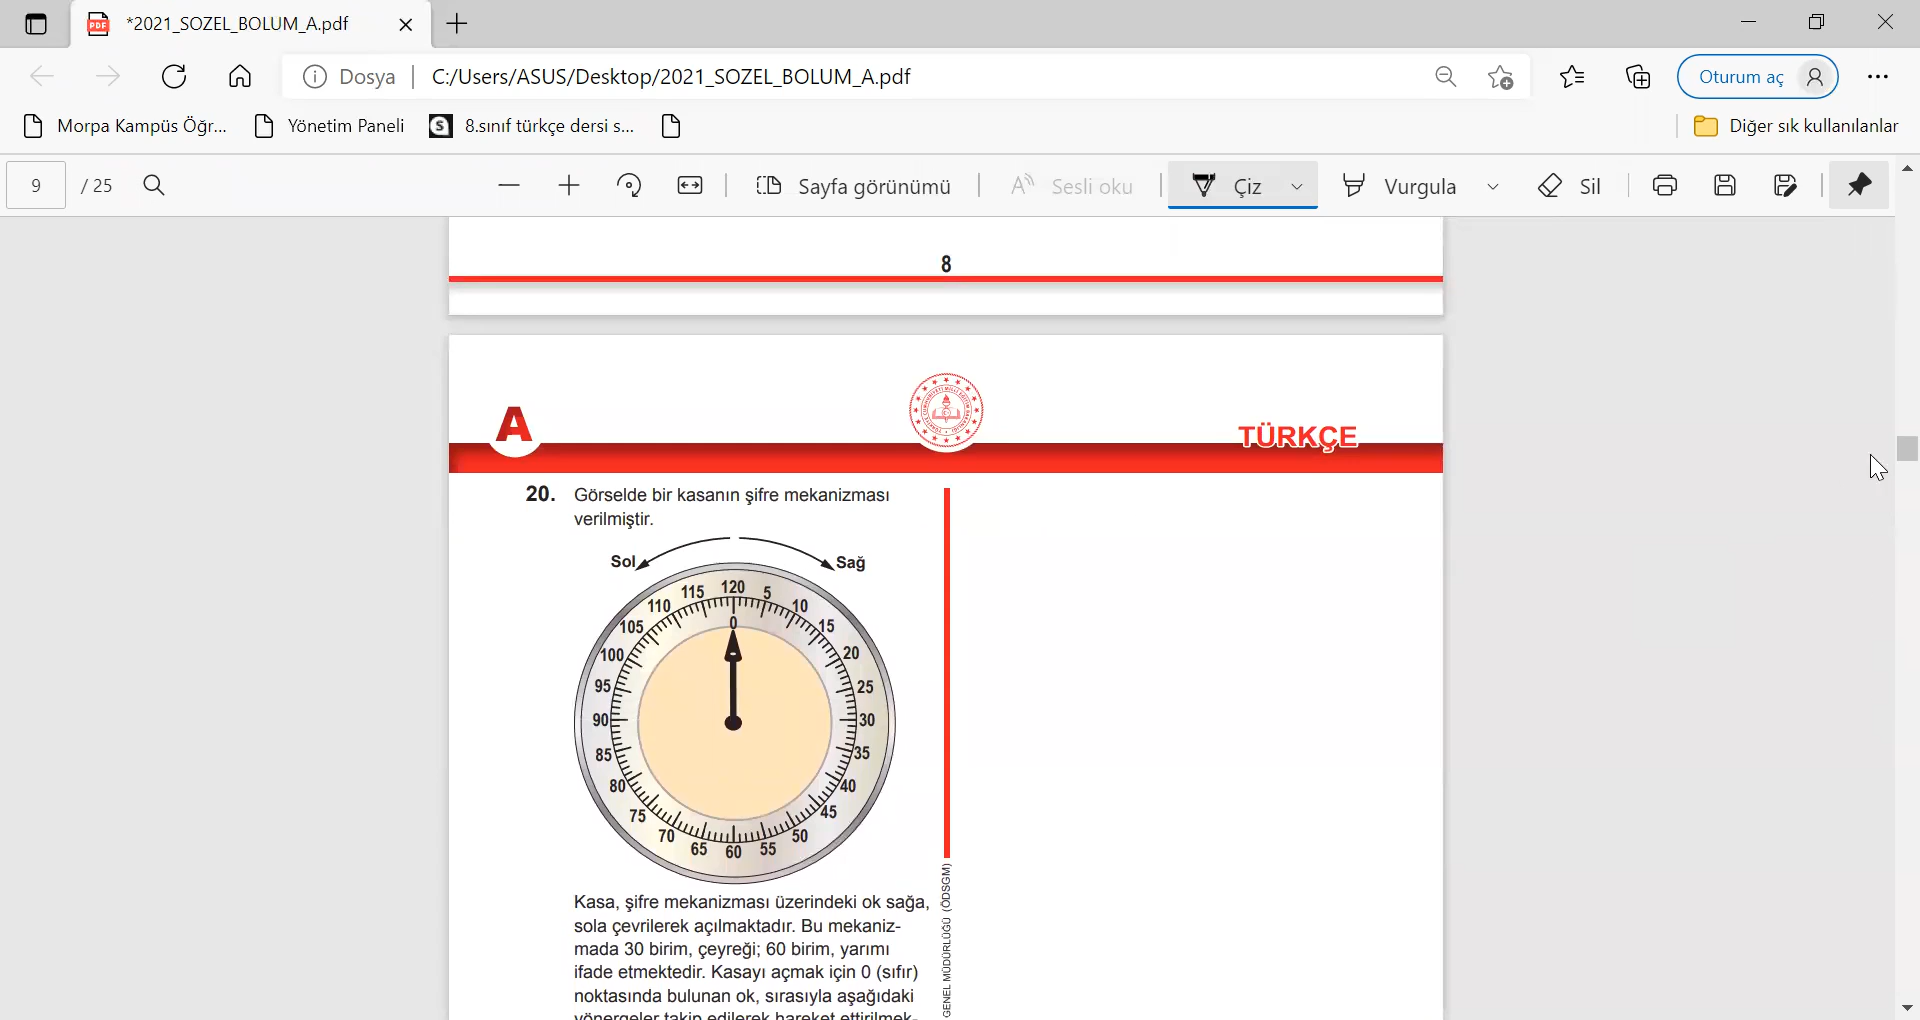 *2021_SOZEL_BOLUM_A.pdf
Dosya
C:/Users/ASUS/Desktop/2021_SOZEL_BOLUM_A.pdf
Oturum aç
Morpa Kampüs Öğr...
Yönetim Paneli
8.sınıf türkçe dersi s...
Diğer sık kullanılanlar
9
/ 25
Sayfa görünümü
Sesli oku
Çiz
Vurgula
Sil
8
A
TÜRKÇE
20. Görselde bir kasanın şifre mekanizması
verilmiştir.
Sol
Sağ
120
5
10
15
20
25
30
35
40
45
50
55
60
65
70
75
80
85
90
95
100
105
110
115
0
Kasa, şifre mekanizması üzerindeki ok sağa,
sola çevrilerek açılmaktadır. Bu mekaniz-
mada 30 birim, çeyreği; 60 birim, yarımı
ifade etmektedir. Kasayı açmak için 0 (sıfır)
noktasında bulunan ok, sırasıyla aşağıdaki
yönergeler takip edilerek hareket ettirilmek-
GENEL MÜDÜRLÜĞÜ (ÖDSGM)